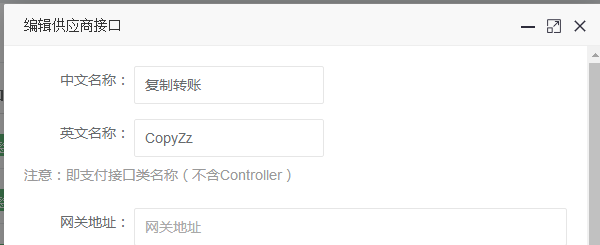 编辑供应商接口
中文名称： 复制转账
英文名称： CopyZz
注意：即支付接口类名称（不含Controller）
网关地址： 网关地址